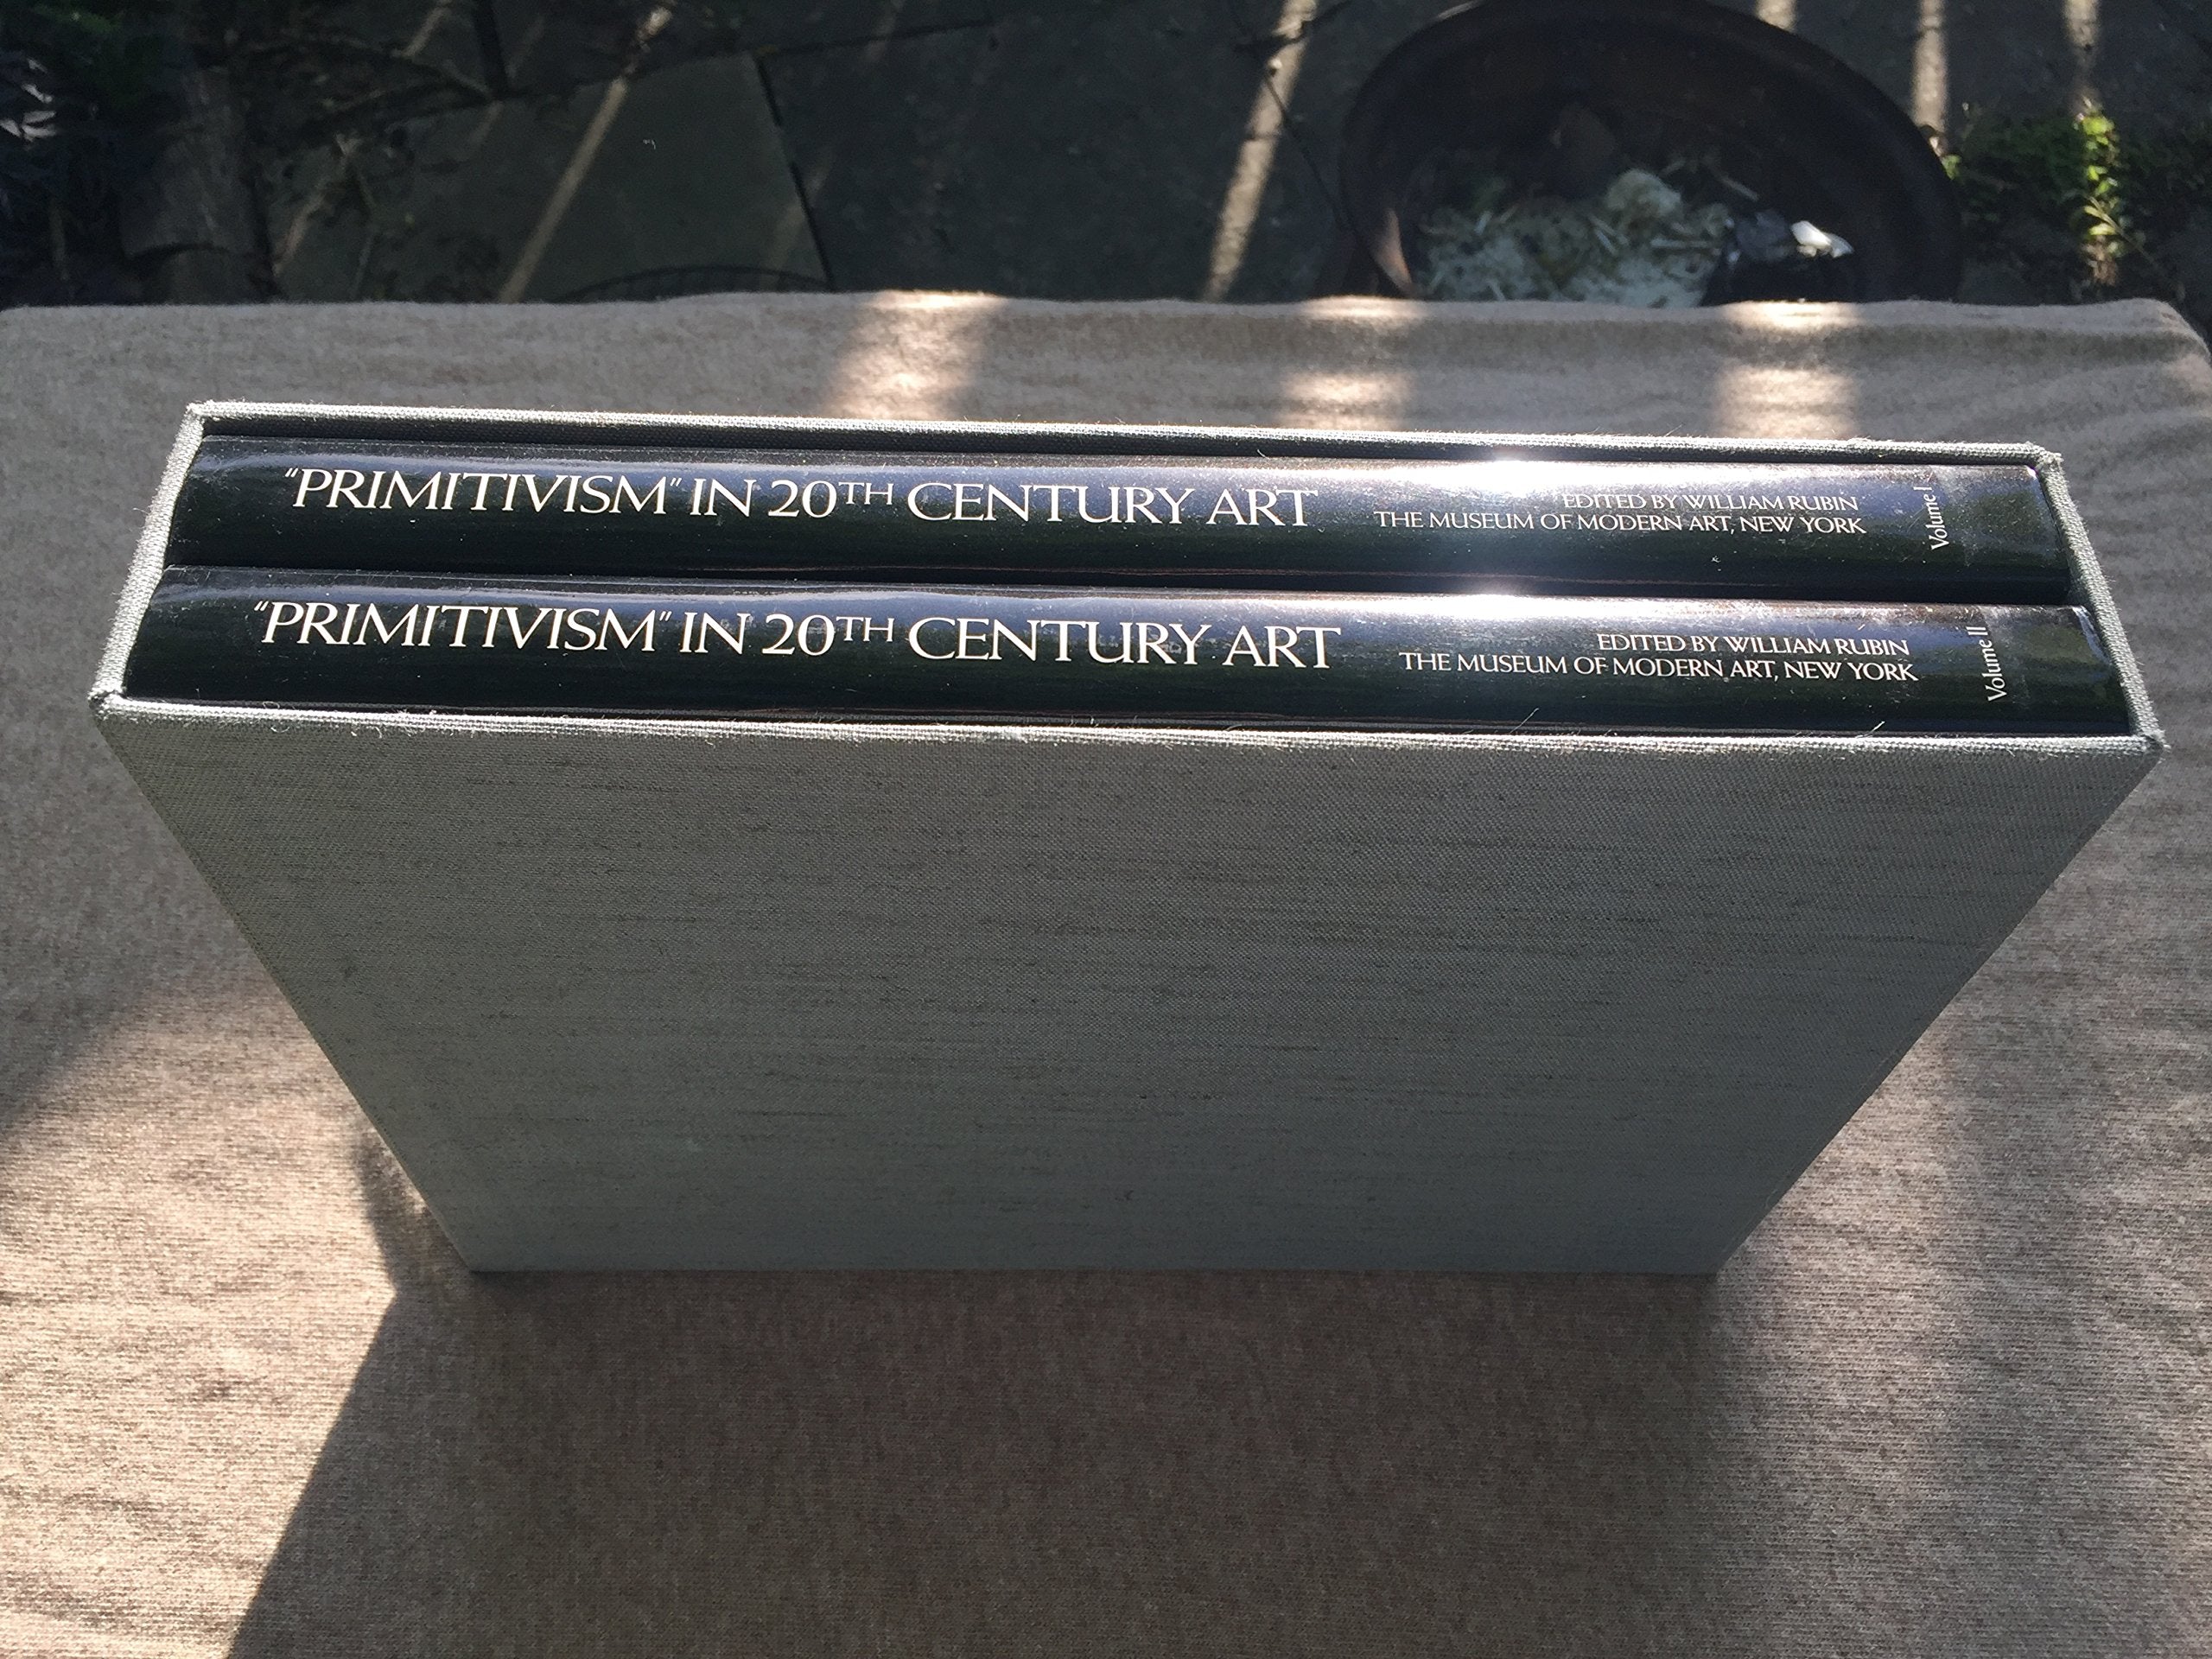 “PRIMITIVISM” IN 20TH CENTURY ART
EDITED BY WILLIAM RUBIN
THE MUSEUM OF MODERN ART, NEW YORK
Volume I
“PRIMITIVISM” IN 20TH CENTURY ART
EDITED BY WILLIAM RUBIN
THE MUSEUM OF MODERN ART, NEW YORK
Volume II